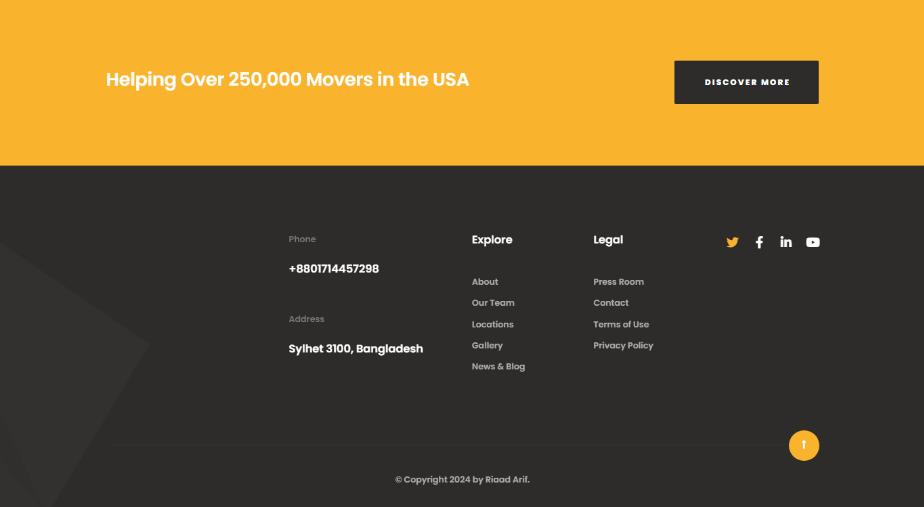 Helping Over 250,000 Movers in the USA
DISCOVER MORE
Phone
+8801714457298
Address
Sylhet 3100, Bangladesh
Explore
About
Our Team
Locations
Gallery
News & Blog
Legal
Press Room
Contact
Terms of Use
Privacy Policy
© Copyright 2024 by Riaad Arif.